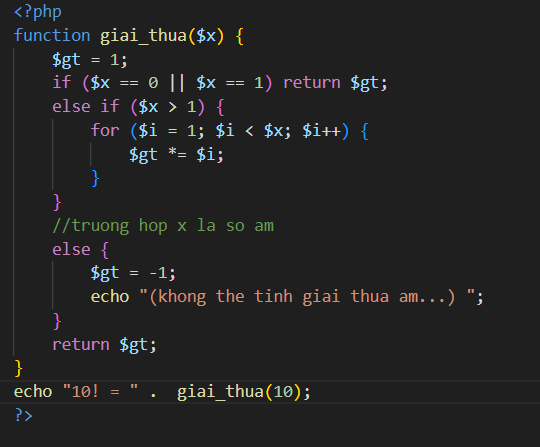 <?php
function giai_thua($x) {
    $gt = 1;
    if ($x == 0 || $x == 1) return $gt;
    else if ($x > 1) {
        for ($i = 1; $i < $x; $i++) {
            $gt *= $i;
        }
    }
    //truong hop x la so am
    else {
        $gt = -1;
        echo "(khong the tinh giai thua am...) ";
    }
    return $gt;
}
echo "10! = " .  giai_thua(10);
?>